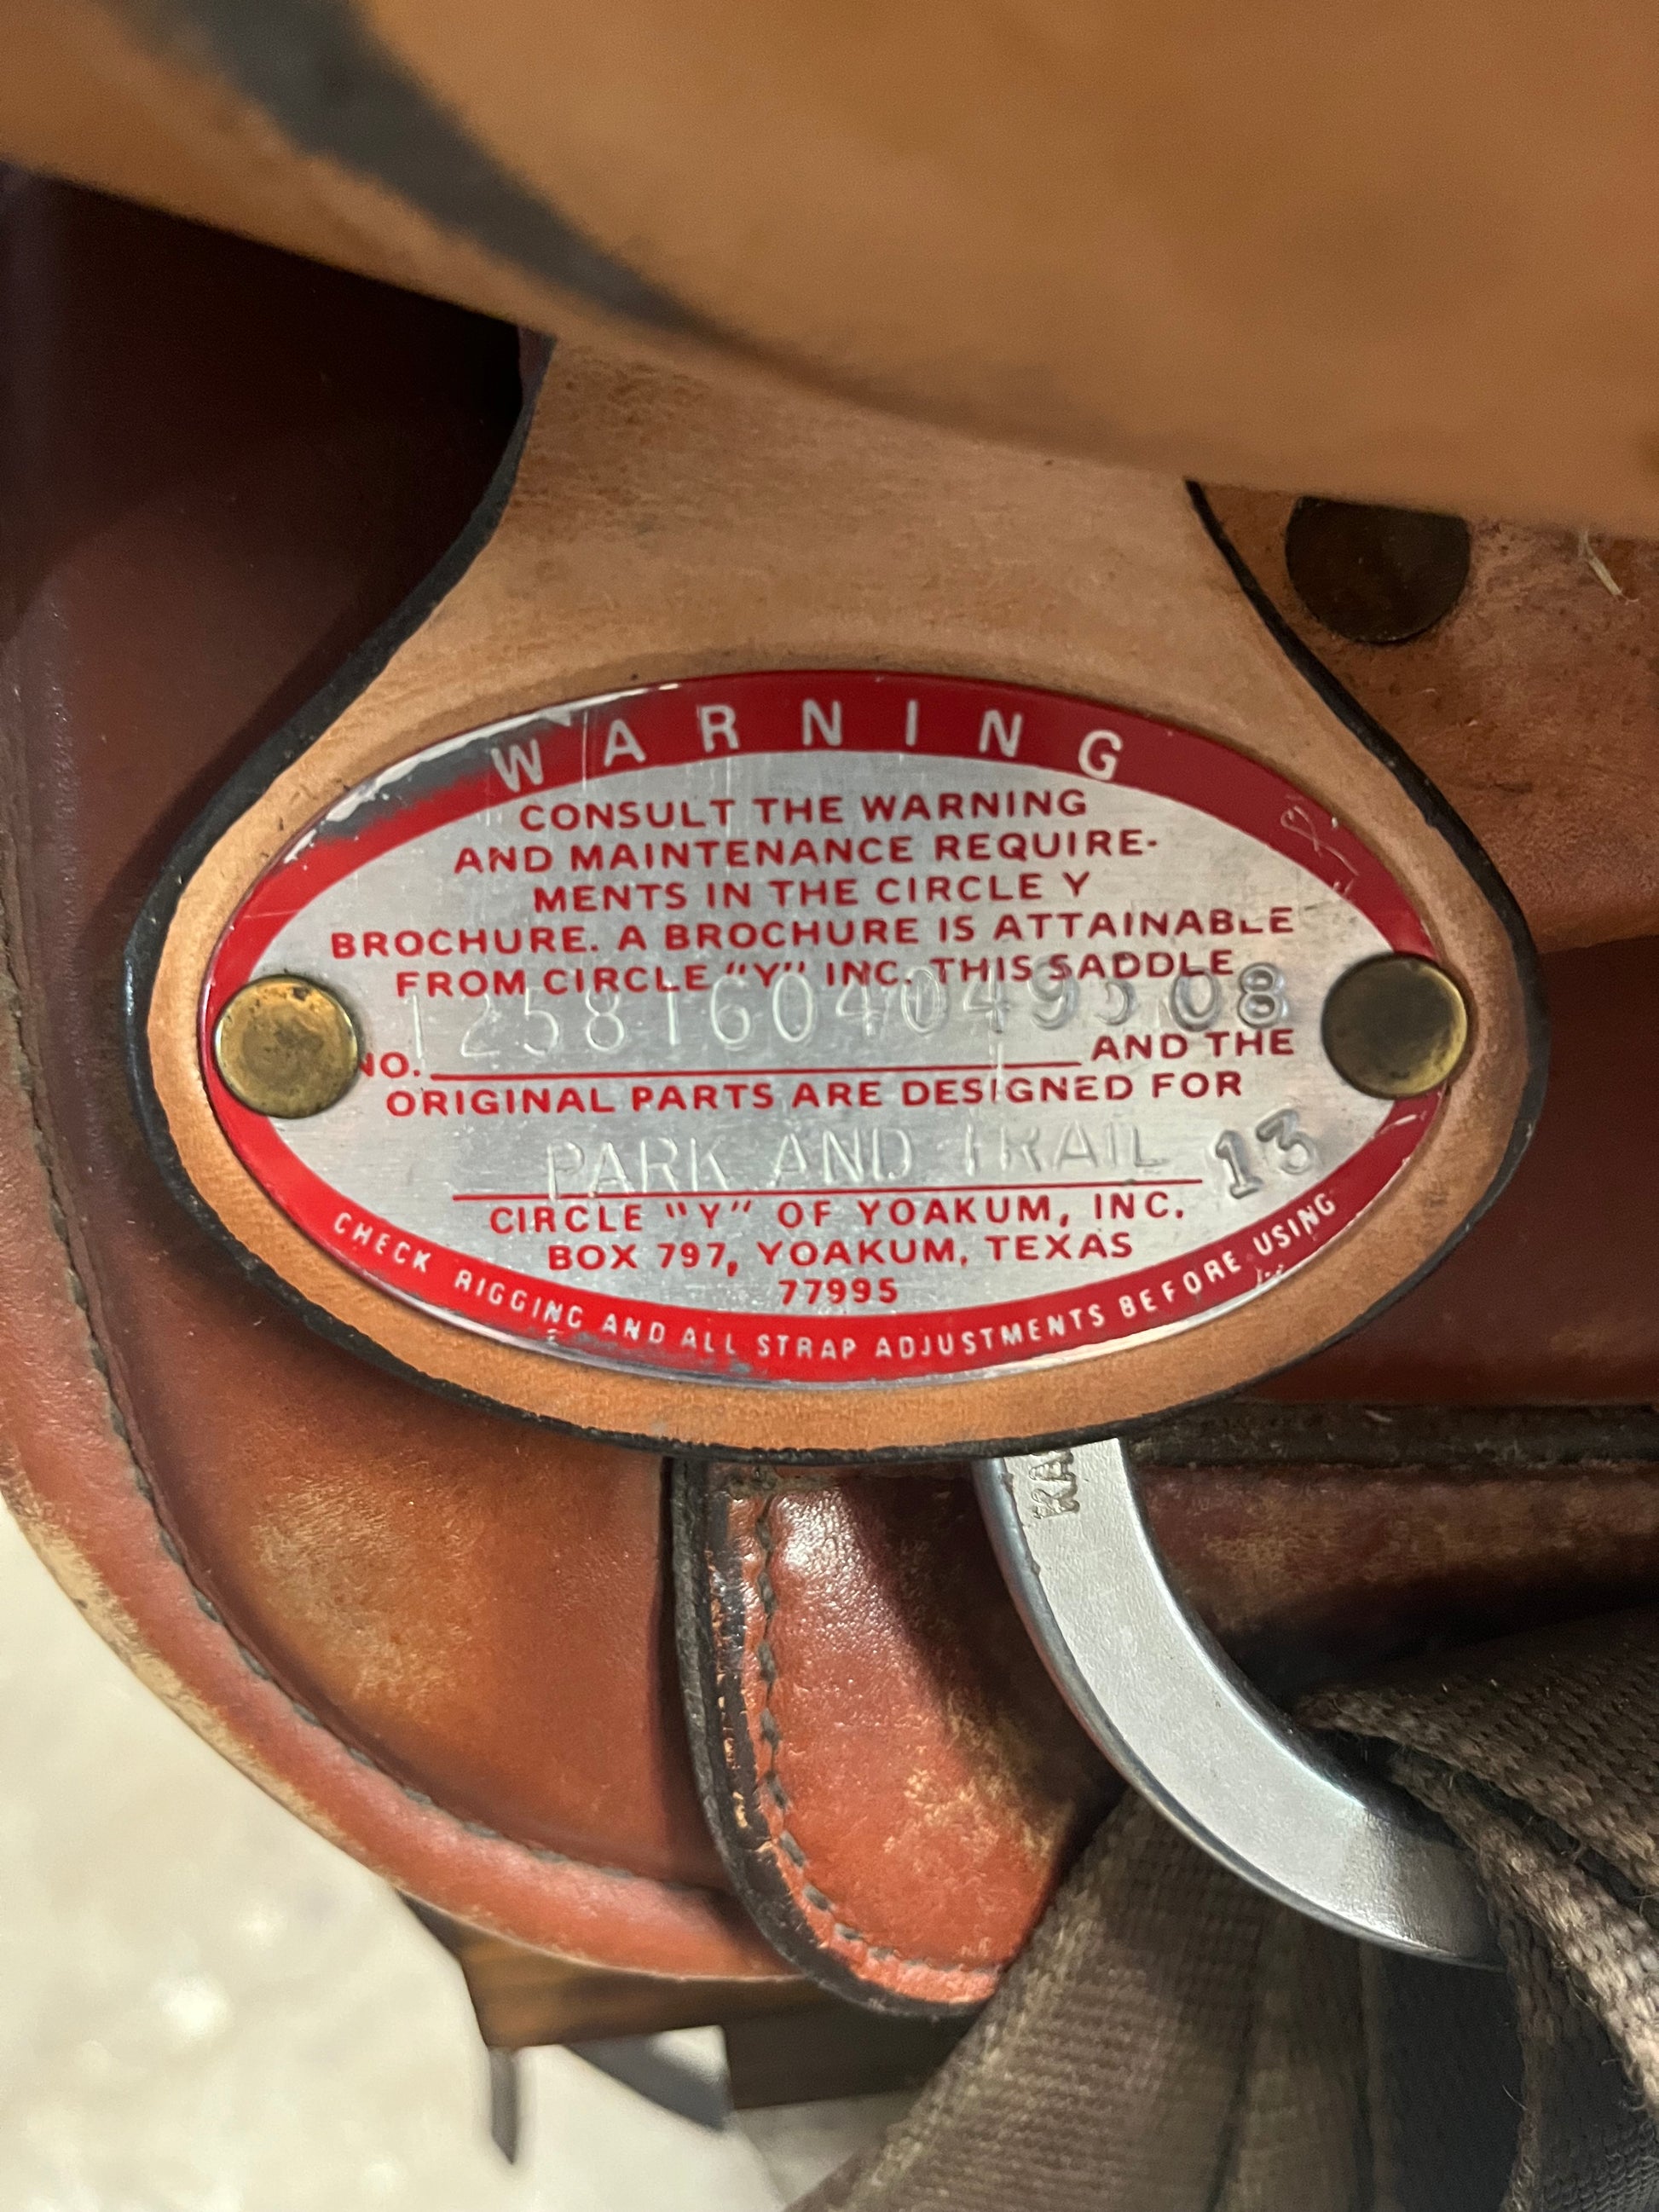 WARNING
CONSULT THE WARNING
AND MAINTENANCE REQUIRE-
MENTS IN THE CIRCLE Y
BROCHURE. A BROCHURE IS ATTAINABLE
FROM CIRCLE "Y" INC. THIS SADDLE
NO. AND THE
ORIGINAL PARTS ARE DESIGNED FOR
PARK AND TRAIL 13
CIRCLE "Y" OF YOAKUM, INC.
BOX 797, YOAKUM, TEXAS
77995
CHECK RIGGING AND ALL STRAP ADJUSTMENTS BEFORE USING